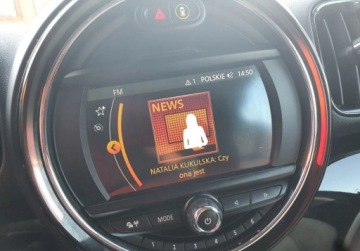 FM
1 POLSKIE 14:50
NEWS
NATALIA KUKULSKA: Czy
ona jest
MODE